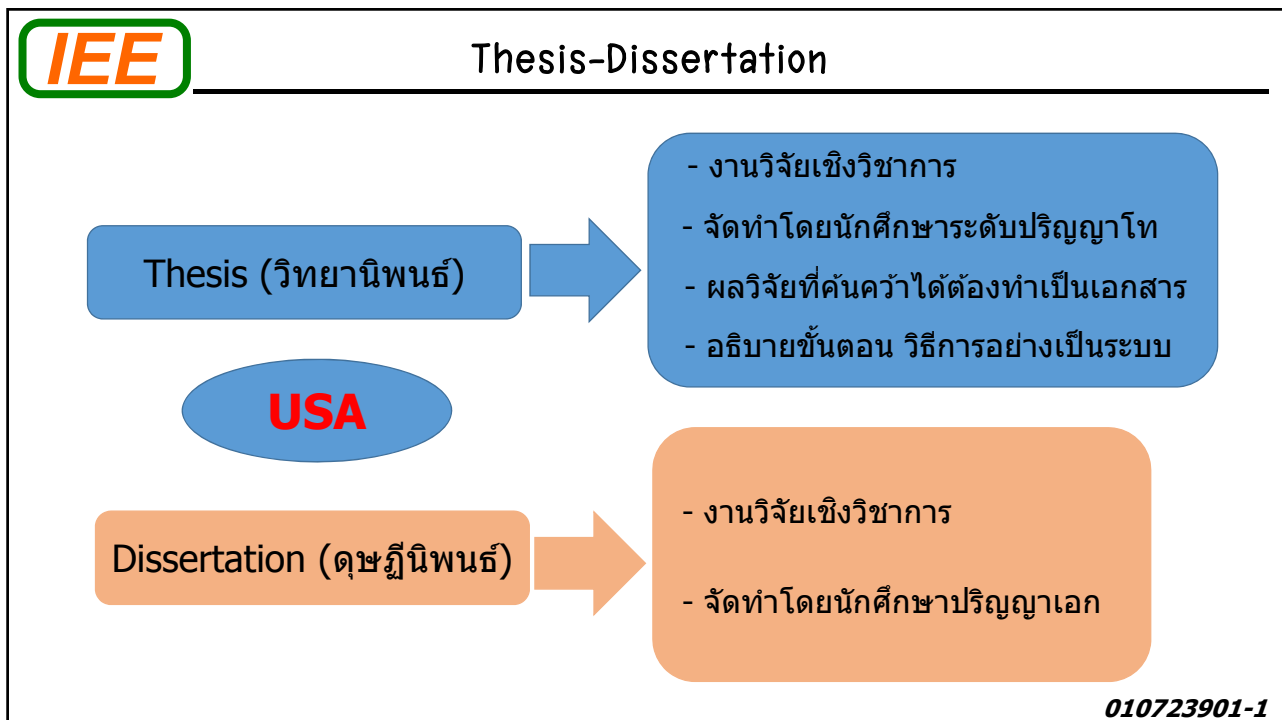 IEE
Thesis-Dissertation
Thesis (วิทยานิพนธ์)
- งานวิจัยเชิงวิชาการ
- จัดทำโดยนักศึกษาระดับปริญญาโท
- ผลวิจัยที่ค้นคว้าได้ต้องทำเป็นเอกสาร
- อธิบายขั้นตอน วิธีการอย่างเป็นระบบ
USA
Dissertation (ดุษฎีนิพนธ์)
- งานวิจัยเชิงวิชาการ
- จัดทำโดยนักศึกษาปริญญาเอก
010723901-1